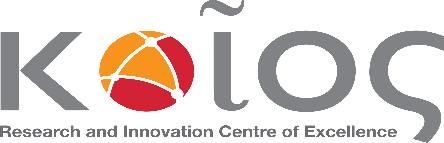 κοῖος
Research and Innovation Centre of Excellence